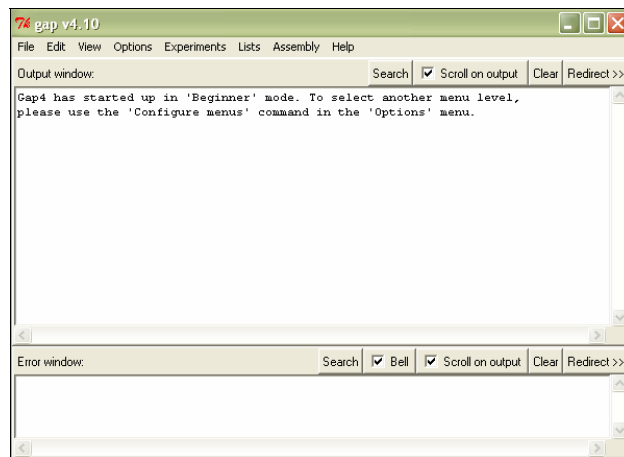 gap v4.10
File Edit View Options Experiments Lists Assembly Help
Output window: Search Scroll on output Clear Redirect >>
Gap4 has started up in 'Beginner' mode. To select another menu level,
please use the 'Configure menus' command in the 'Options' menu.
Error window: Search Bell Scroll on output Clear Redirect >>